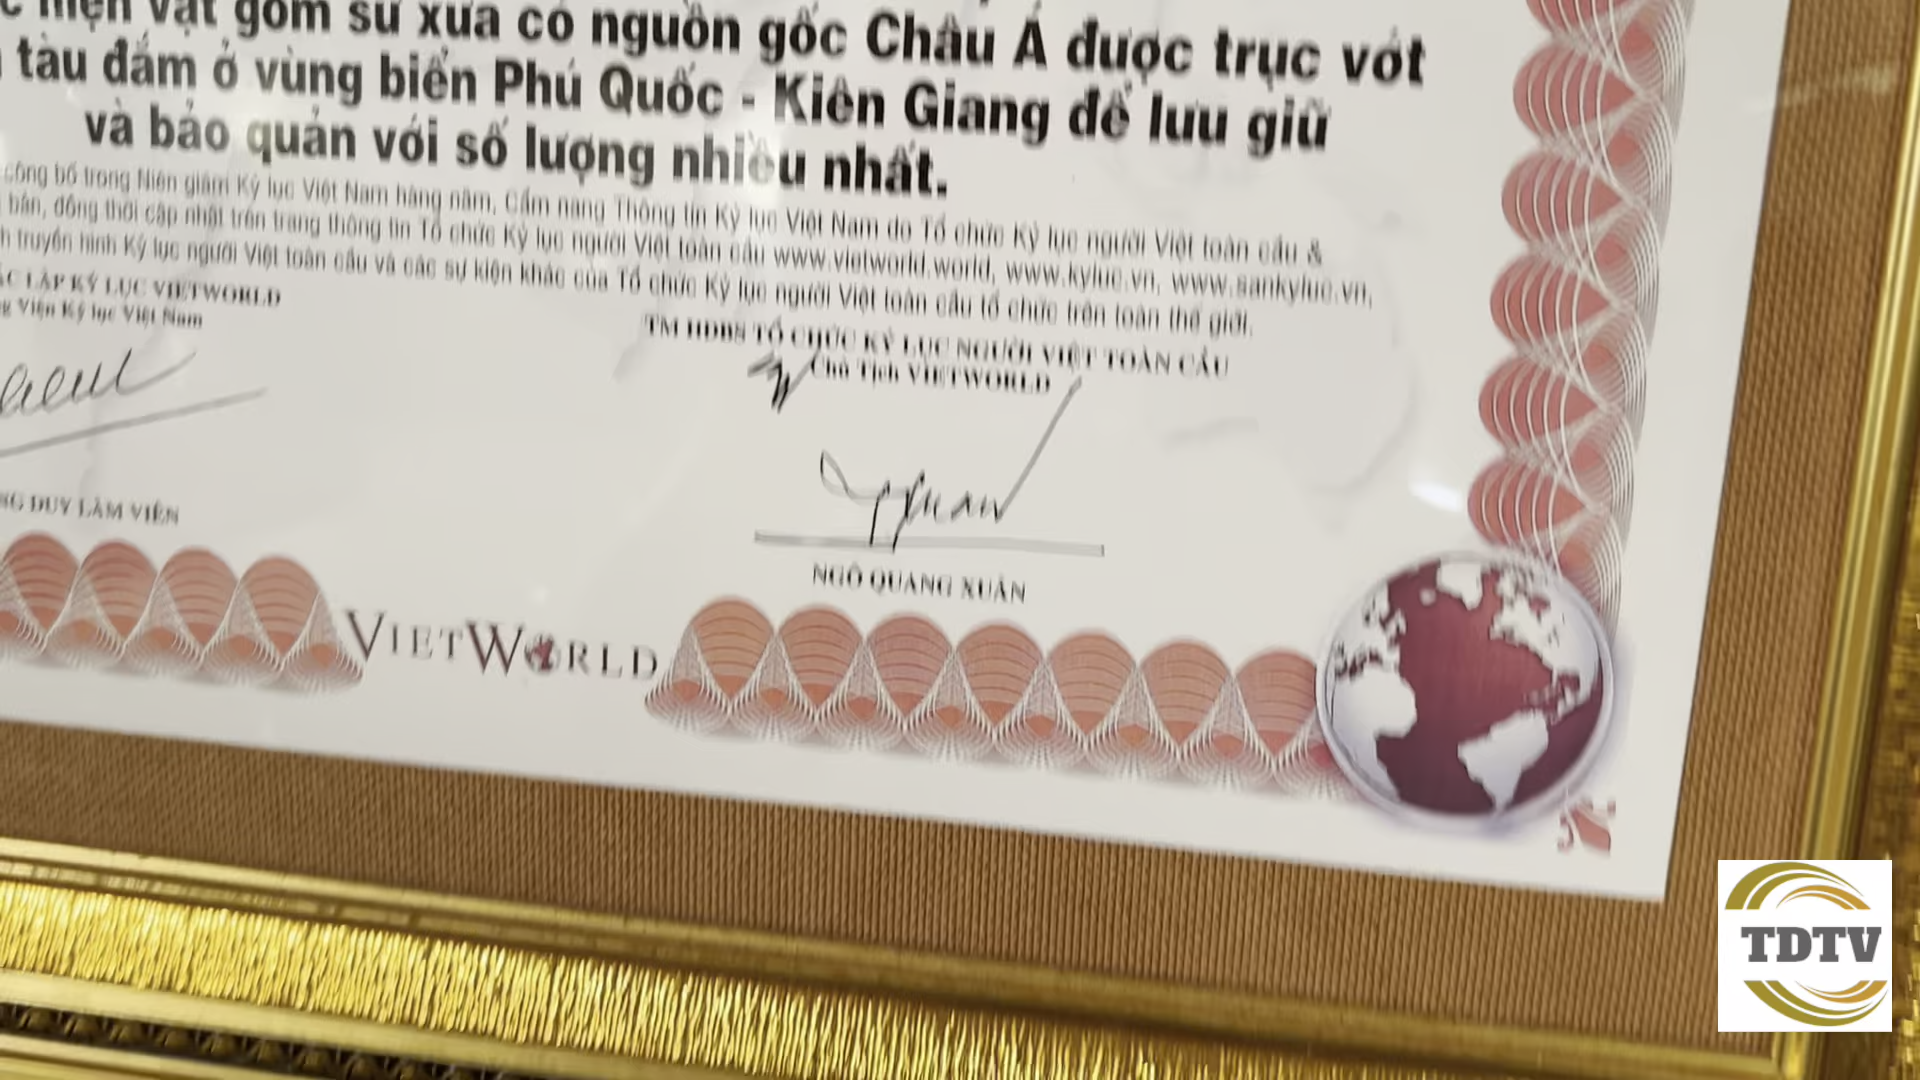 hiện vật gốm sứ xưa có nguồn gốc Châu Á được trục vớt
tàu đắm ở vùng biển Phú Quốc - Kiên Giang để lưu giữ
và bảo quản với số lượng nhiều nhất.
công bố trong Niên giám Kỷ lục Việt Nam hàng năm, Cẩm nang Thông tin Kỷ lục Việt Nam do Tổ chức Kỷ lục người Việt toàn cầu &
bản, đồng thời cập nhật trên trang thông tin Tổ chức Kỷ lục người Việt toàn cầu www.vietworld.world, www.kyluc.vn, www.sankyluc.vn,
truyền hình Kỷ lục người Việt toàn cầu và các sự kiện khác của Tổ chức Kỷ lục người Việt toàn cầu tổ chức trên toàn thế giới.
LẬP KỶ LỤC VIETWORLD
Viện Kỷ lục Việt Nam
TM HĐBS TỔ CHỨC KỶ LỤC NGƯỜI VIỆT TOÀN CẦU
Chủ Tịch VIETWORLD
DUY LÀM VIÊN
NGÔ QUANG XUÂN
VIETWORLD
TDTV